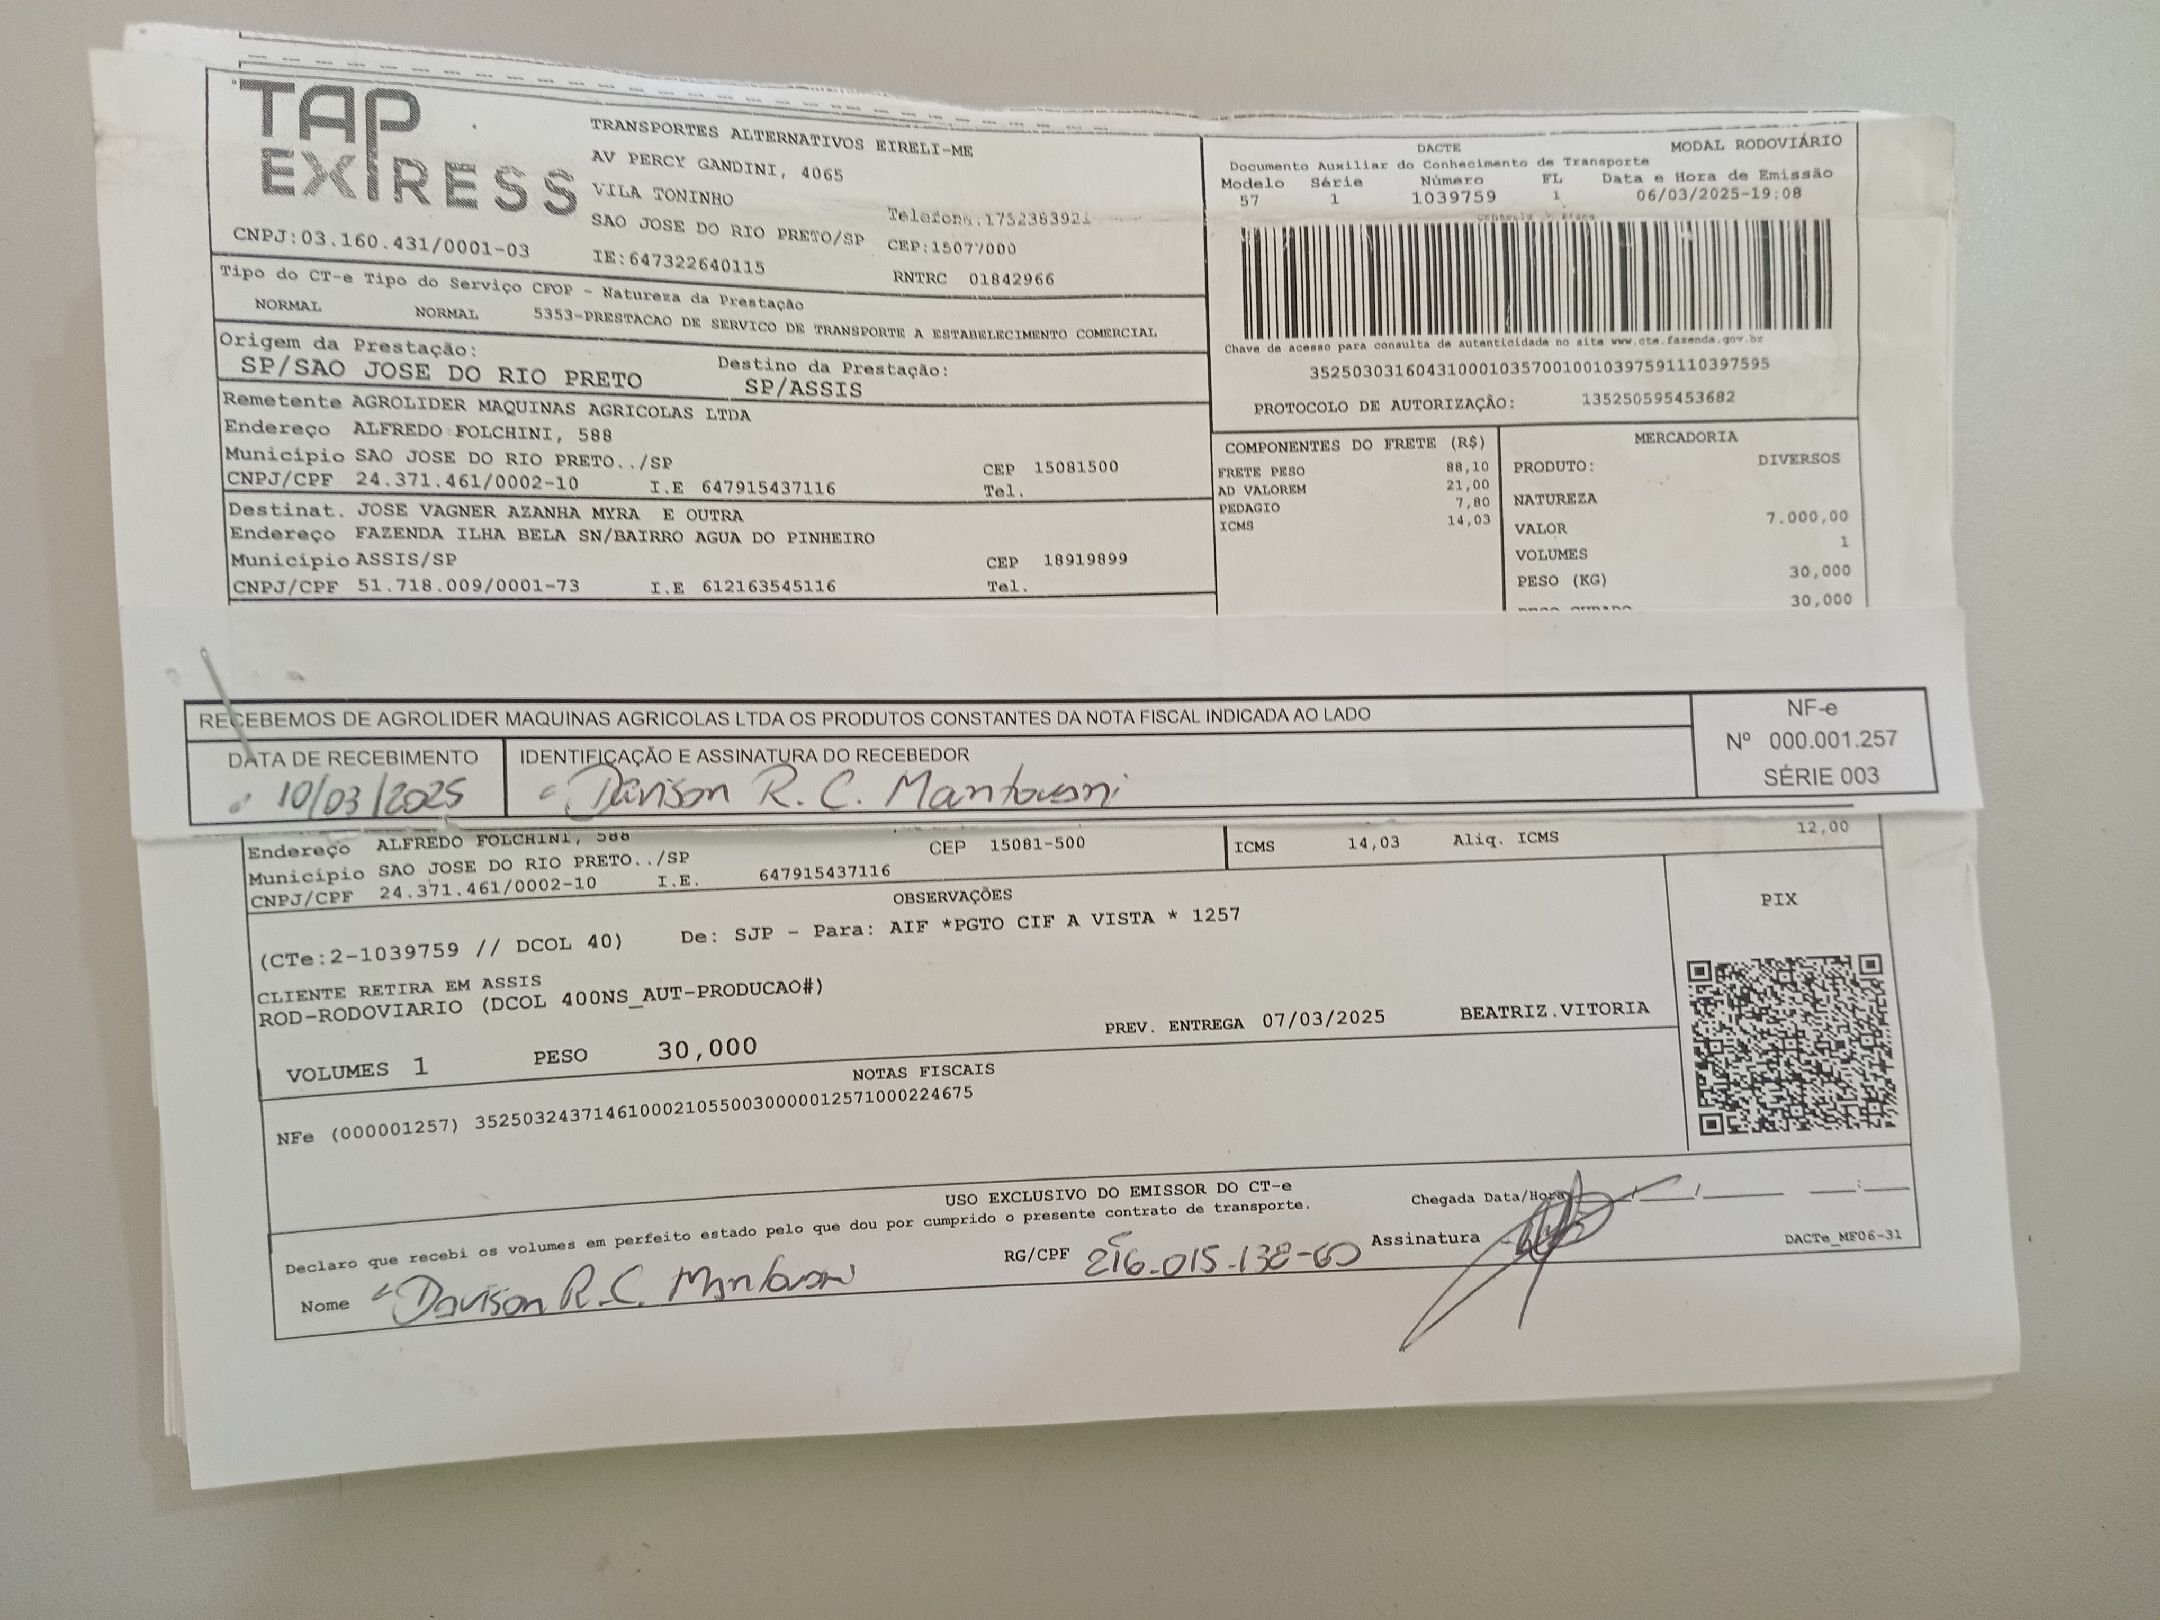 TAP
EXPRESS
TRANSPORTES ALTERNATIVOS EIRELI-ME
AV PERCY GANDINI, 4065
VILA TONINHO
SAO JOSE DO RIO PRETO/SP
IE:647322640115
CEP:15077000
RNTRC 01842966
CNPJ:03.160.431/0001-03
DACTE MODAL RODOVIÁRIO
Documento Auxiliar do Conhecimento de Transporte
Modelo Série Número FL Data e Hora de Emissão
57 1 1039759 1 06/03/2025-19:08
Tipo do CT-e Tipo do Serviço CFOP - Natureza da Prestação
NORMAL NORMAL 5353-PRESTACAO DE SERVICO DE TRANSPORTE A ESTABELECIMENTO COMERCIAL
Chave de acesso para consulta de autenticidade no site www.cte.fazenda.gov.br
35250303160431000103570010010397591110397595
PROTOCOLO DE AUTORIZAÇÃO: 135250595453682
Origem da Prestação: Destino da Prestação:
SP/SAO JOSE DO RIO PRETO SP/ASSIS
Remetente AGROLIDER MAQUINAS AGRICOLAS LTDA
Endereço ALFREDO FOLCHINI, 588
Município SAO JOSE DO RIO PRETO../SP CEP 15081500
CNPJ/CPF 24.371.461/0002-10 I.E 647915437116 Tel.
Destinat. JOSE VAGNER AZANHA MYRA E OUTRA
Endereço FAZENDA ILHA BELA SN/BAIRRO AGUA DO PINHEIRO
Município ASSIS/SP CEP 18919899
CNPJ/CPF 51.718.009/0001-73 I.E 612163545116 Tel.
COMPONENTES DO FRETE (R$)
FRETE PESO 88,10
AD VALOREM 21,00
PEDAGIO 7,80
ICMS 14,03
MERCADORIA
PRODUTO: DIVERSOS
NATUREZA
VALOR 7.000,00
VOLUMES 1
PESO (KG) 30,000
30,000
RECEBEMOS DE AGROLIDER MAQUINAS AGRICOLAS LTDA OS PRODUTOS CONSTANTES DA NOTA FISCAL INDICADA AO LADO
DATA DE RECEBIMENTO IDENTIFICAÇÃO E ASSINATURA DO RECEBEDOR
10/03/2025 Davison R. C. Mantovani
NF-e
Nº 000.001.257
SÉRIE 003
Endereço ALFREDO FOLCHINI, 588 CEP 15081-500 ICMS 14,03 Aliq. ICMS 12,00
Município SAO JOSE DO RIO PRETO../SP
CNPJ/CPF 24.371.461/0002-10 I.E. 647915437116
OBSERVAÇÕES
(CTe:2-1039759 // DCOL 40) De: SJP - Para: AIF *PGTO CIF A VISTA * 1257
CLIENTE RETIRA EM ASSIS
ROD-RODOVIARIO (DCOL 400NS_AUT-PRODUCAO#)
VOLUMES 1 PESO 30,000 PREV. ENTREGA 07/03/2025 BEATRIZ.VITORIA
PIX
NOTAS FISCAIS
NFe (000001257) 35250324371461000210550030000012571000224675
USO EXCLUSIVO DO EMISSOR DO CT-e
Declaro que recebi os volumes em perfeito estado pelo que dou por cumprido o presente contrato de transporte.
Chegada Data/Hora
Nome Davison R. C. Mantovani RG/CPF 216.015.138-60 Assinatura
DACTe_MF06-31